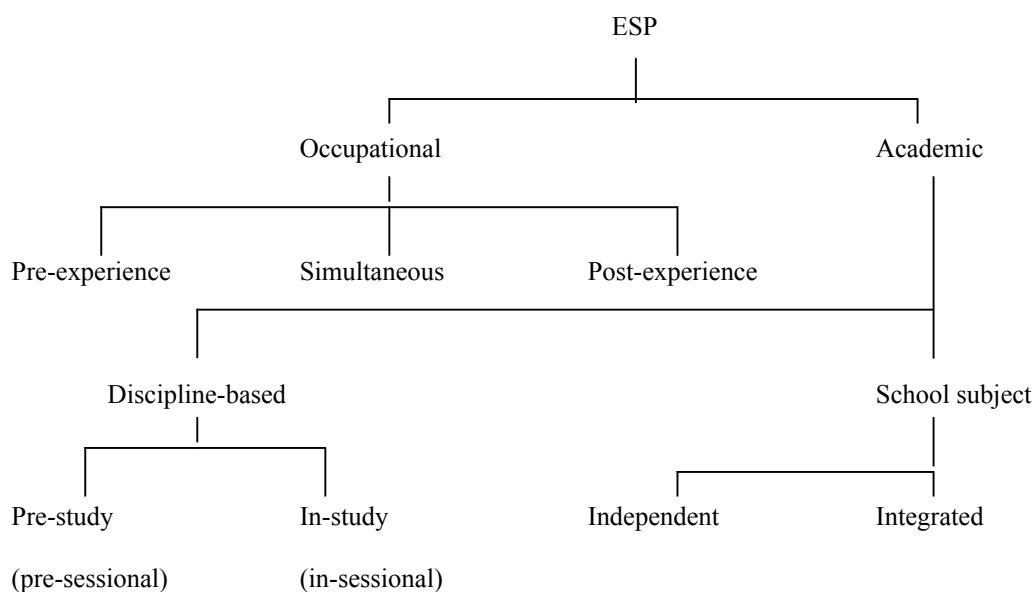 ESP
Occupational Academic
Pre-experience Simultaneous Post-experience
Discipline-based School subject
Pre-study In-study Independent Integrated
(pre-sessional) (in-sessional)